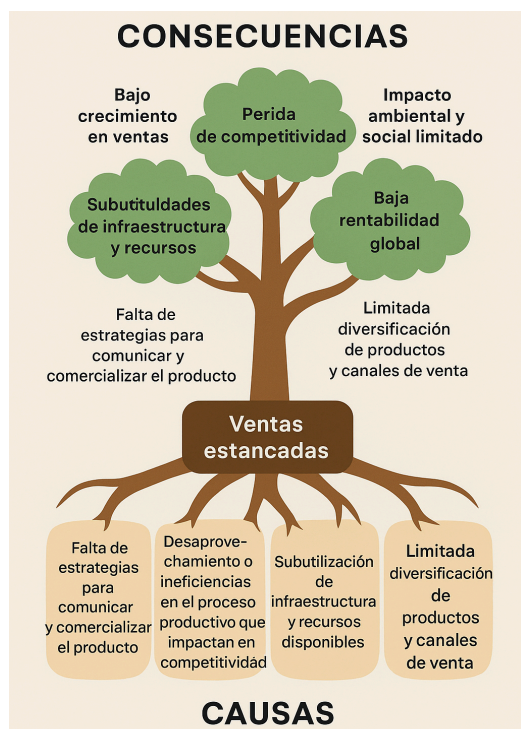 CONSECUENCIAS
Bajo
crecimiento
en ventas
Perida
de competitividad
Impacto
ambiental y
social limitado
Subutituldades
de infraestructura
y recursos
Baja
rentabilidad
global
Falta de
estrategias para
comunicar y
comercializar el producto
Limitada
diversificación
de productos
y canales de venta
Ventas
estancadas
Falta de
estrategias
para
comunicar
y comercializar
el producto
Desaprove-
chamiento o
ineficiencias
en el proceso
productivo que
impactan en
competitividad
Subutilización
de
infraestructura
y recursos
disponibles
Limitada
diversificación
de
productos
y canales
de venta
CAUSAS